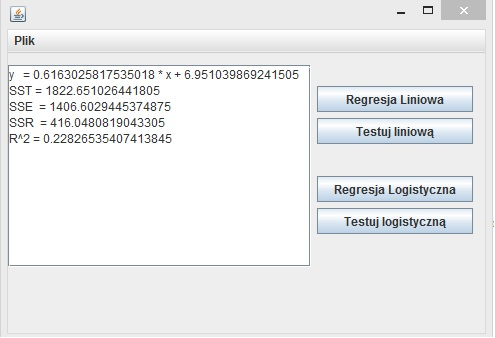 Plik
y = 0.6163025817535018 * x + 6.951039869241505
SST = 1822.651026441805
SSE = 1406.6029445374875
SSR = 416.0480819043305
R^2 = 0.22826535407413845
Regresja Liniowa
Testuj liniową
Regresja Logistyczna
Testuj logistyczną